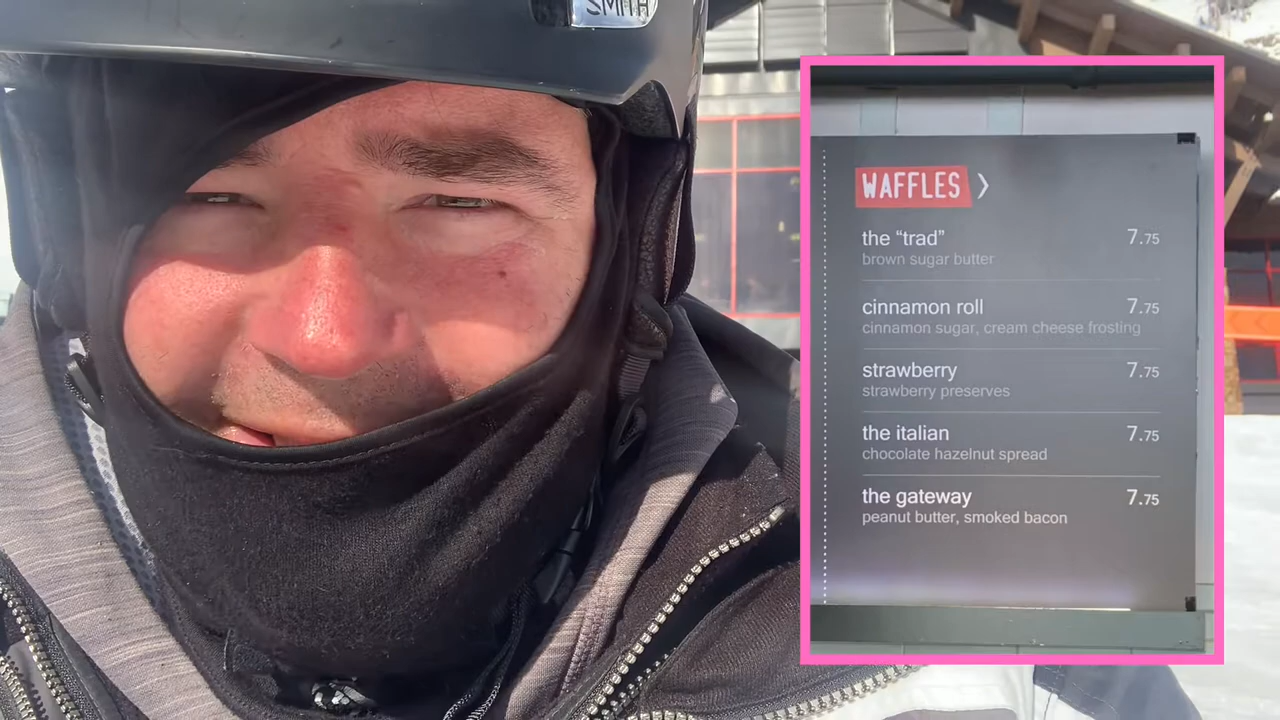 SMITH
WAFFLES
the “trad” 7.75
brown sugar butter
cinnamon roll 7.75
cinnamon sugar, cream cheese frosting
strawberry 7.75
strawberry preserves
the italian 7.75
chocolate hazelnut spread
the gateway 7.75
peanut butter, smoked bacon